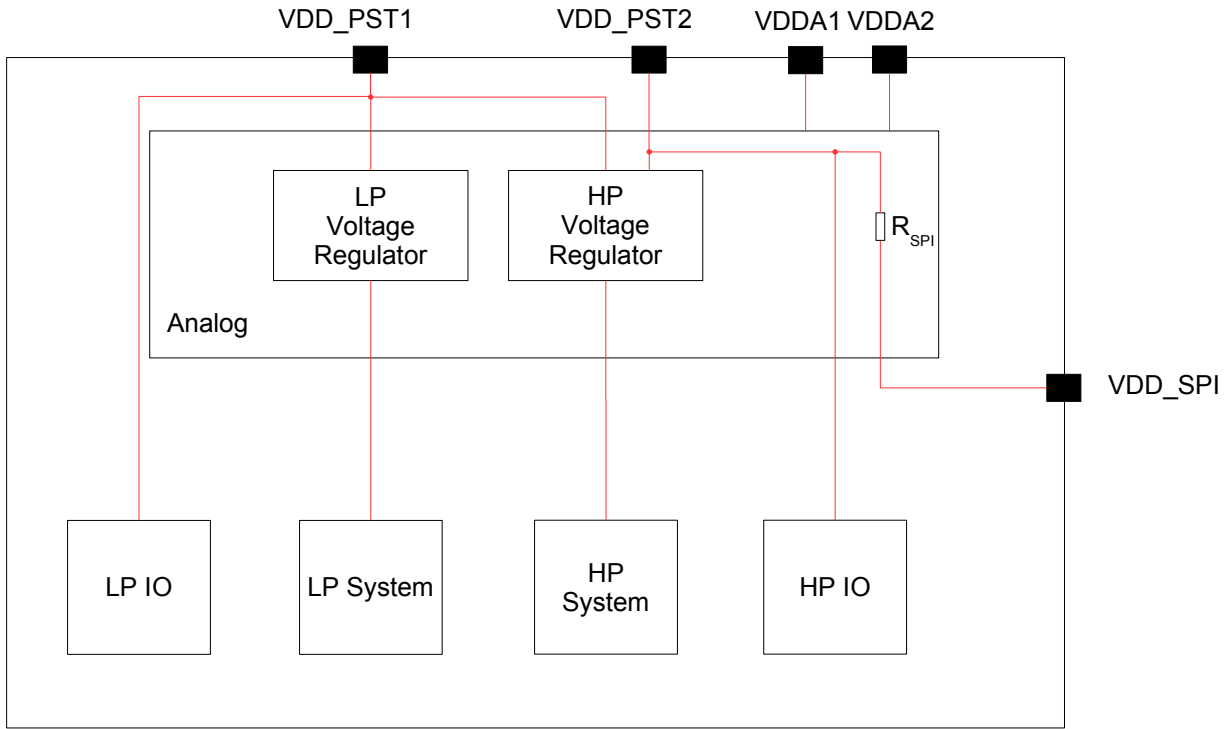 VDD_PST1
VDD_PST2
VDDA1 VDDA2
LP
Voltage
Regulator
HP
Voltage
Regulator
RSPI
Analog
VDD_SPI
LP IO
LP System
HP
System
HP IO